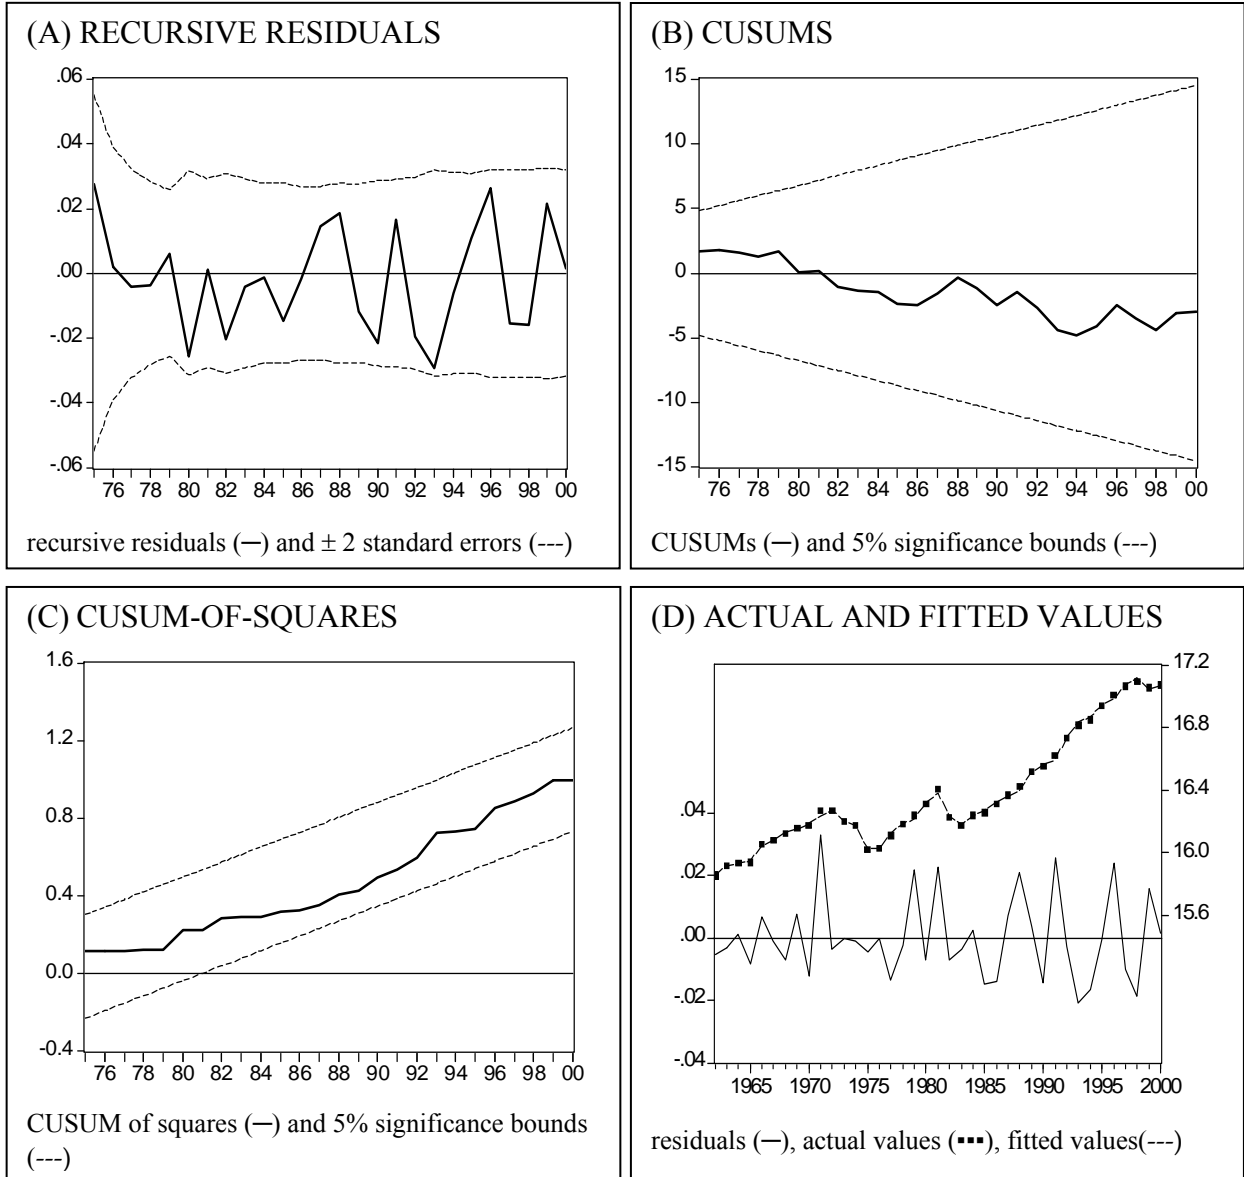 (A) RECURSIVE RESIDUALS
.06
.04
.02
.00
-.02
-.04
-.06
76 78 80 82 84 86 88 90 92 94 96 98 00
recursive residuals (—) and ± 2 standard errors (---)
(B) CUSUMS
15
10
5
0
-5
-10
-15
76 78 80 82 84 86 88 90 92 94 96 98 00
CUSUMs (—) and 5% significance bounds (---)
(C) CUSUM-OF-SQUARES
1.6
1.2
0.8
0.4
0.0
-0.4
76 78 80 82 84 86 88 90 92 94 96 98 00
CUSUM of squares (—) and 5% significance bounds
(---)
(D) ACTUAL AND FITTED VALUES
17.2
16.8
16.4
16.0
15.6
.04
.02
.00
-.02
-.04
1965 1970 1975 1980 1985 1990 1995 2000
residuals (—), actual values (▪▪▪), fitted values(---)